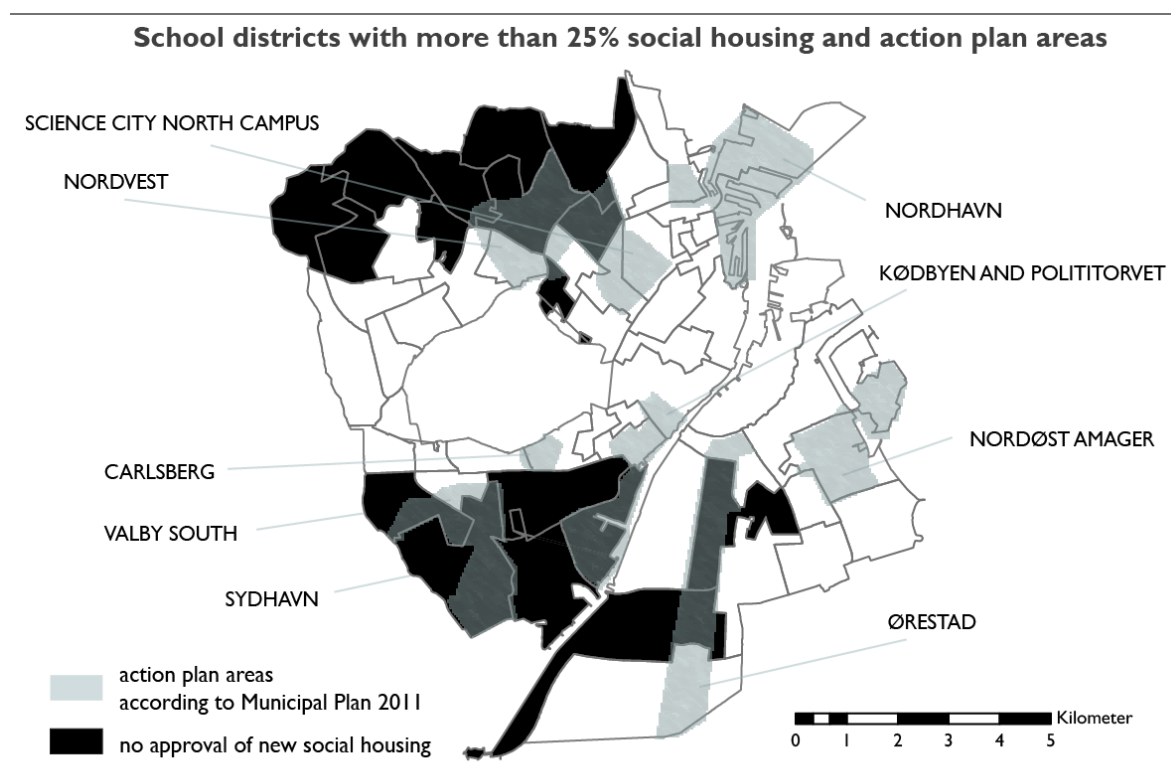 School districts with more than 25% social housing and action plan areas
SCIENCE CITY NORTH CAMPUS
NORDVEST
NORDHAVN
KØDBYEN AND POLITITORVET
NORDØST AMAGER
CARLSBERG
VALBY SOUTH
SYDHAVN
ØRESTAD
action plan areas
according to Municipal Plan 2011
no approval of new social housing
Kilometer
0 1 2 3 4 5